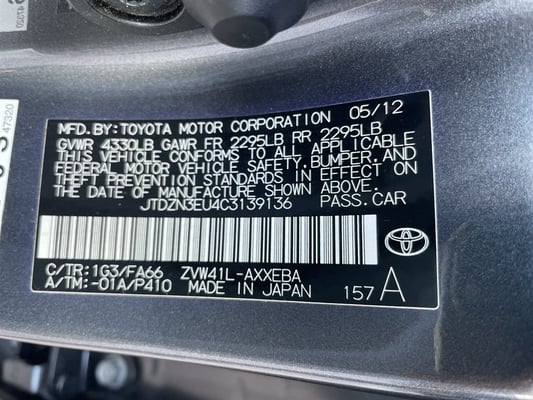 47320
MFD. BY: TOYOTA MOTOR CORPORATION 05/12
GVWR 4330LB GAWR FR 2295LB RR 2295LB
THIS VEHICLE CONFORMS TO ALL APPLICABLE
FEDERAL MOTOR VEHICLE SAFETY, BUMPER, AND
THEFT PREVENTION STANDARDS IN EFFECT ON
THE DATE OF MANUFACTURE SHOWN ABOVE.
JTDZN3EU4C3139136 PASS. CAR
C/TR: 1G3/FA66 ZVW41L-AXXEBA
A/TM: -01A/P410 MADE IN JAPAN
157 A